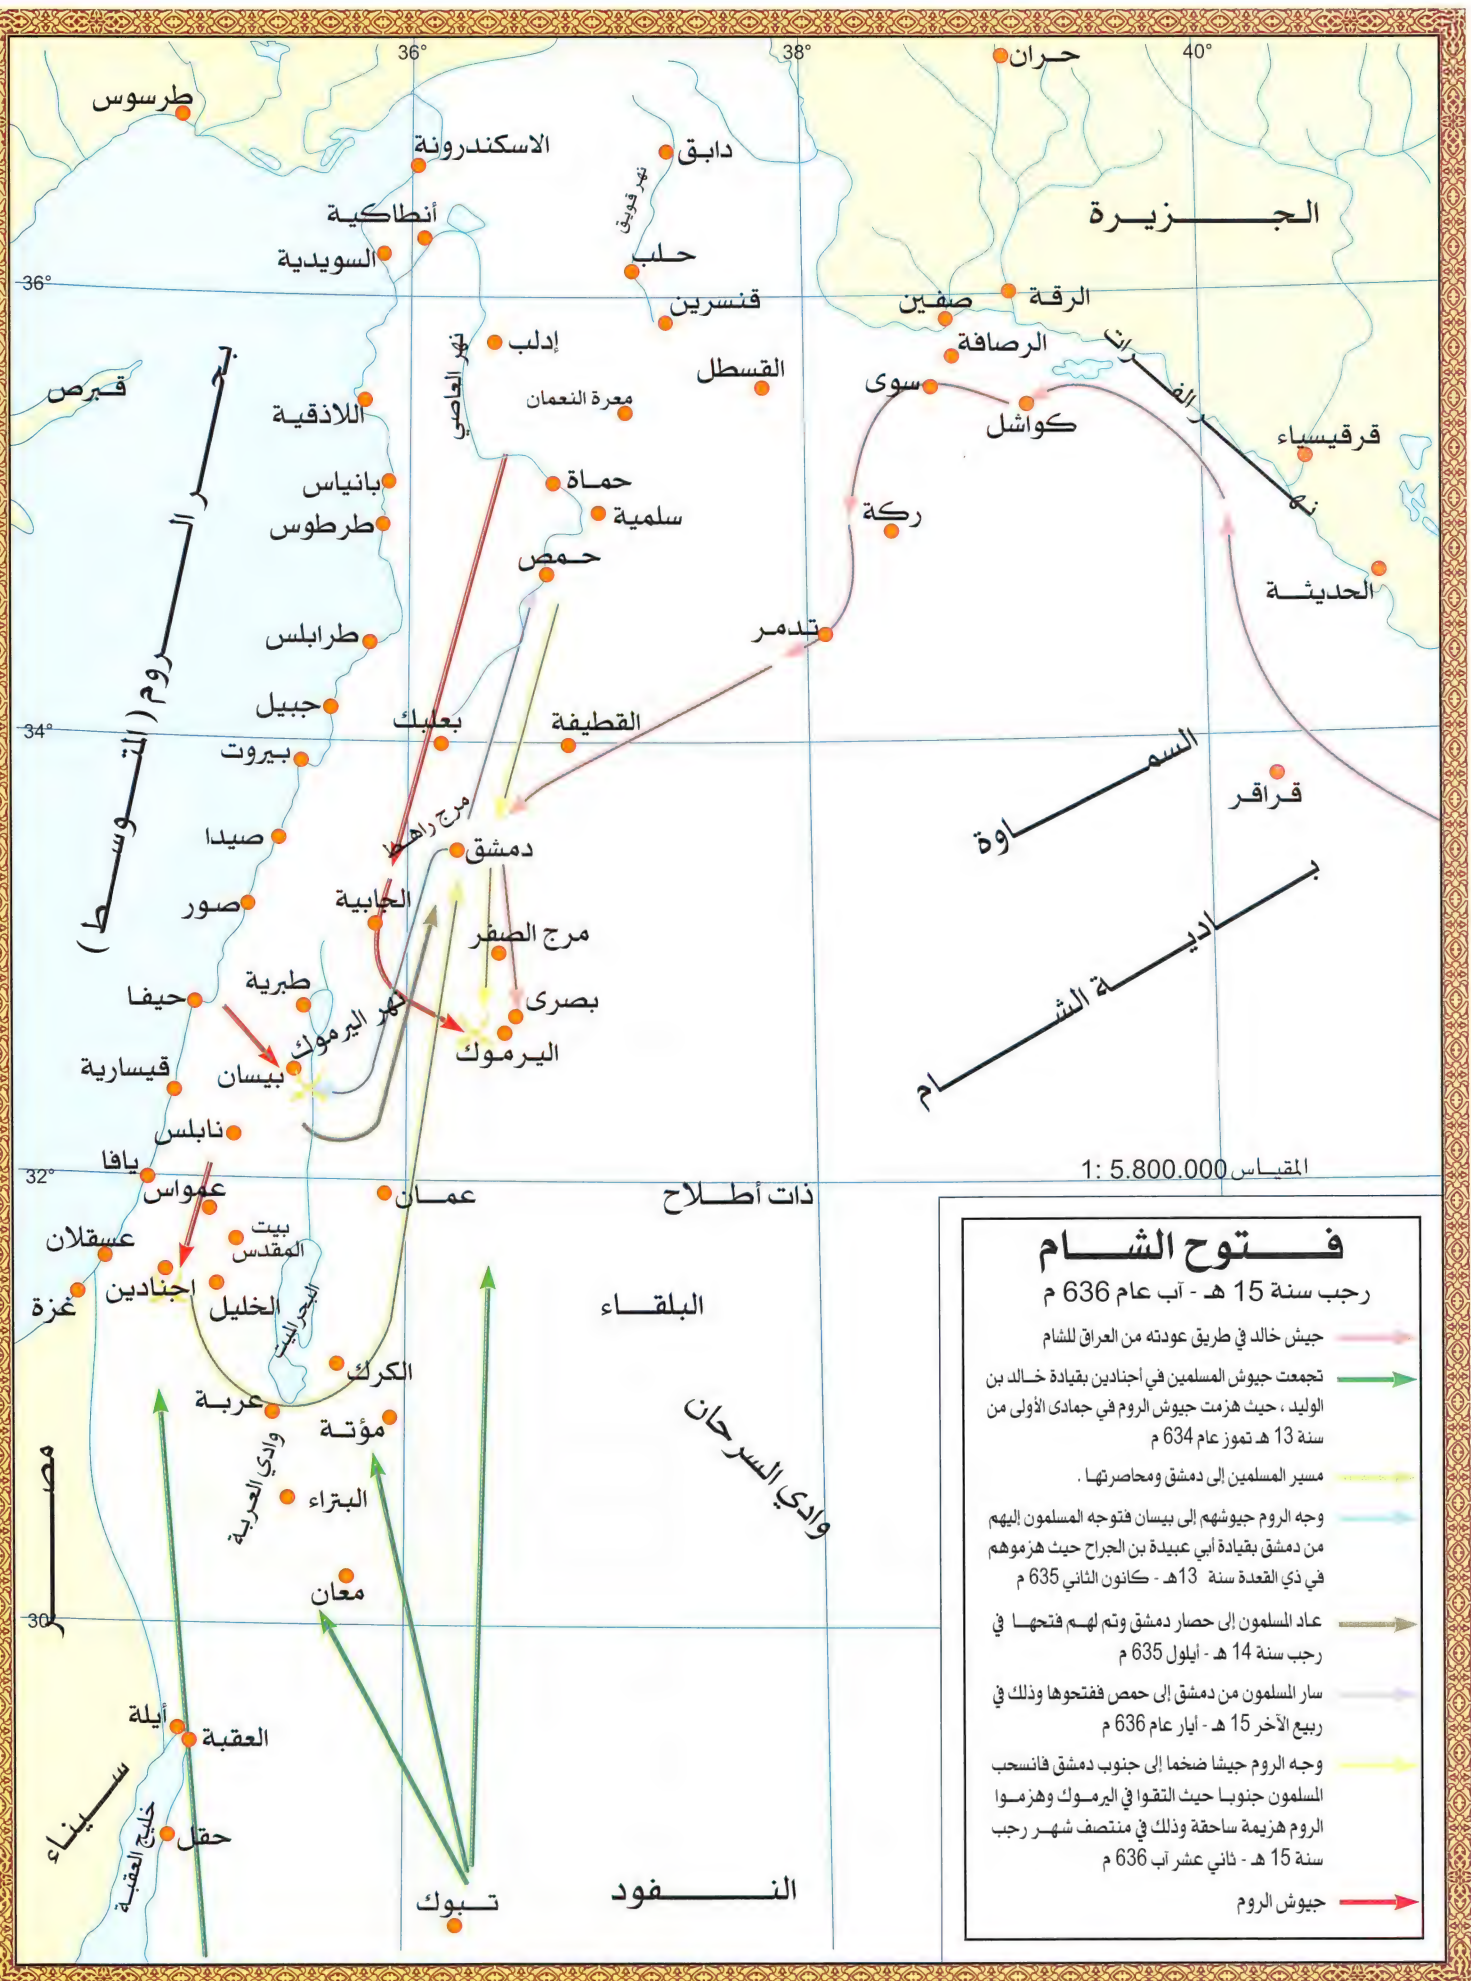 36°
38°
40°
حران
طرسوس
الاسكندرونة
دابق
نهر قويق
أنطاكية
السويدية
الجزيرة
حلب
36°
قنسرين
صفين
الرقة
الرصافة
إدلب
نهر العاصي
القسطل
سوى
كواشل
نهر الفرات
قبرص
معرة النعمان
اللاذقية
قرقيسياء
بحر الروم (المتوسط)
بانياس
حماة
سلمية
طرطوس
ركة
حمص
الحديثة
طرابلس
تدمر
جبيل
34°
بعلبك
القطيفة
بيروت
السماوة
قراقر
مرج راهط
صيدا
دمشق
بادية الشام
صور
الجابية
مرج الصفر
حيفا
طبرية
نهر اليرموك
بصرى
اليرموك
قيسارية
بيسان
نابلس
يافا
32°
عمواس
عمان
ذات أطلاح
المقياس 5.800.000 :1
بيت
المقدس
عسقلان
اجنادين
الخليل
غزة
البحر الميت
البلقاء
الكرك
عربة
مؤتة
وادي السرحان
وادي العربة
مصر
البتراء
معان
30°
أيلة
العقبة
سيناء
خليج العقبة
حقل
تبوك
النفود
فتوح الشام
رجب سنة 15 هـ - آب عام 636 م
جيش خالد في طريق عودته من العراق للشام
تجمعت جيوش المسلمين في أجنادين بقيادة خالد بن
الوليد ، حيث هزمت جيوش الروم في جمادى الأولى من
سنة 13 هـ تموز عام 634 م
مسير المسلمين إلى دمشق ومحاصرتها .
وجه الروم جيوشهم إلى بيسان فتوجه المسلمون إليهم
من دمشق بقيادة أبي عبيدة بن الجراح حيث هزموهم
في ذي القعدة سنة 13هـ - كانون الثاني 635 م
عاد المسلمون إلى حصار دمشق وتم لهم فتحها في
رجب سنة 14 هـ - أيلول 635 م
سار المسلمون من دمشق إلى حمص ففتحوها وذلك في
ربيع الآخر 15 هـ - أيار عام 636 م
وجه الروم جيشا ضخما إلى جنوب دمشق فانسحب
المسلمون جنوبا حيث التقوا في اليرموك وهزموا
الروم هزيمة ساحقة وذلك في منتصف شهر رجب
سنة 15 هـ - ثاني عشر آب 636 م
جيوش الروم